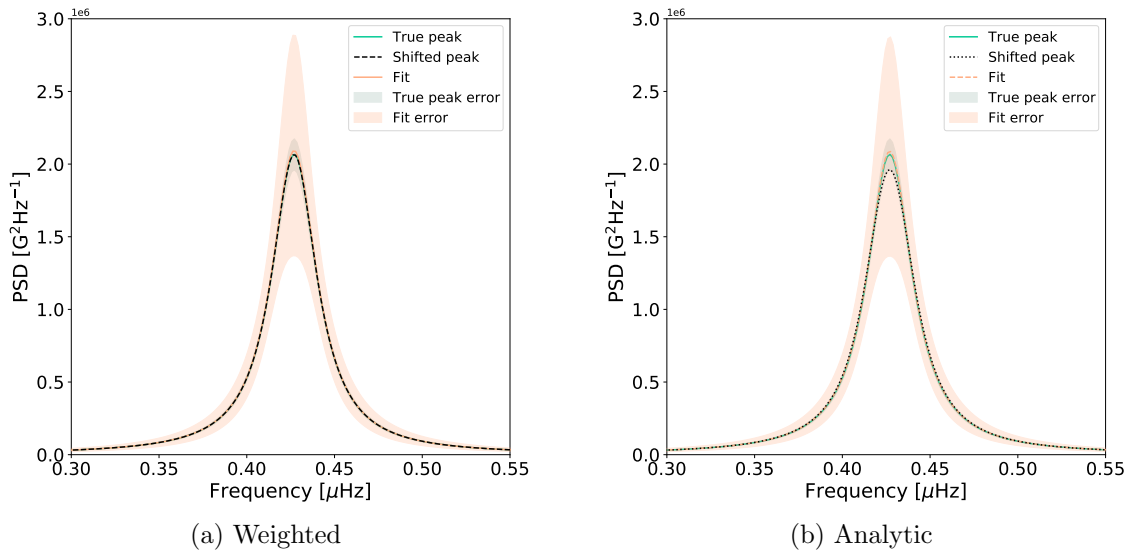 1e6
3.0
2.5
2.0
1.5
1.0
0.5
0.0
PSD [G²Hz⁻¹]
True peak
Shifted peak
Fit
True peak error
Fit error
0.30 0.35 0.40 0.45 0.50 0.55
Frequency [μHz]
(a) Weighted
1e6
3.0
2.5
2.0
1.5
1.0
0.5
0.0
PSD [G²Hz⁻¹]
True peak
Shifted peak
Fit
True peak error
Fit error
0.30 0.35 0.40 0.45 0.50 0.55
Frequency [μHz]
(b) Analytic